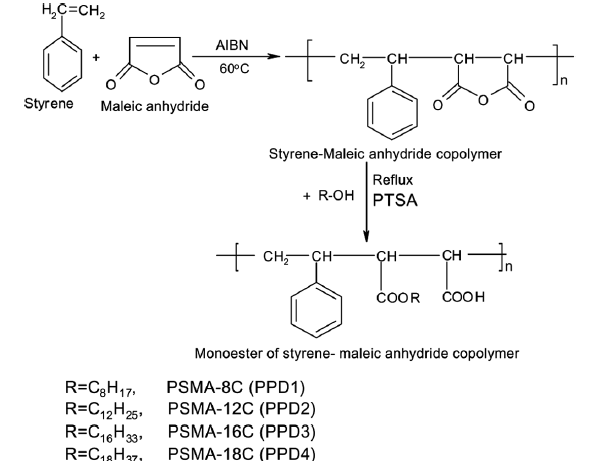 H₂C=CH₂
+
O O O
AIBN
60°C
CH₂ CH CH CH
O O O
n
Styrene Maleic anhydride
Styrene-Maleic anhydride copolymer
+ R-OH
Reflux
PTSA
CH₂ CH CH CH
n
COOR COOH
Monoester of styrene- maleic anhydride copolymer
R=C₈H₁₇, PSMA-8C (PPD1)
R=C₁₂H₂₅, PSMA-12C (PPD2)
R=C₁₆H₃₃, PSMA-16C (PPD3)
R=C₁₈H₃₇, PSMA-18C (PPD4)